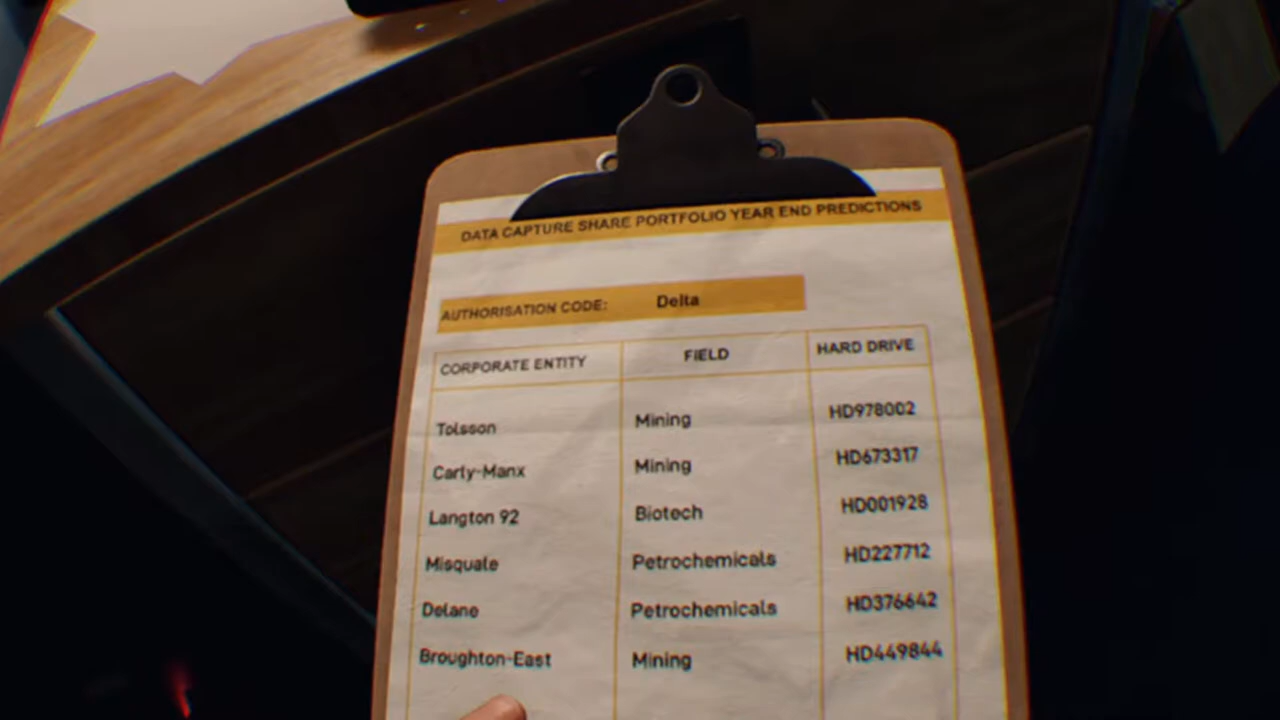 DATA CAPTURE SHARE PORTFOLIO YEAR END PREDICTIONS
AUTHORISATION CODE: Delta
CORPORATE ENTITY FIELD HARD DRIVE
Tolsson Mining HD978002
Carly-Manx Mining HD673317
Langton 92 Biotech HD001928
Misquale Petrochemicals HD227712
Delane Petrochemicals HD376642
Broughton-East Mining HD449844